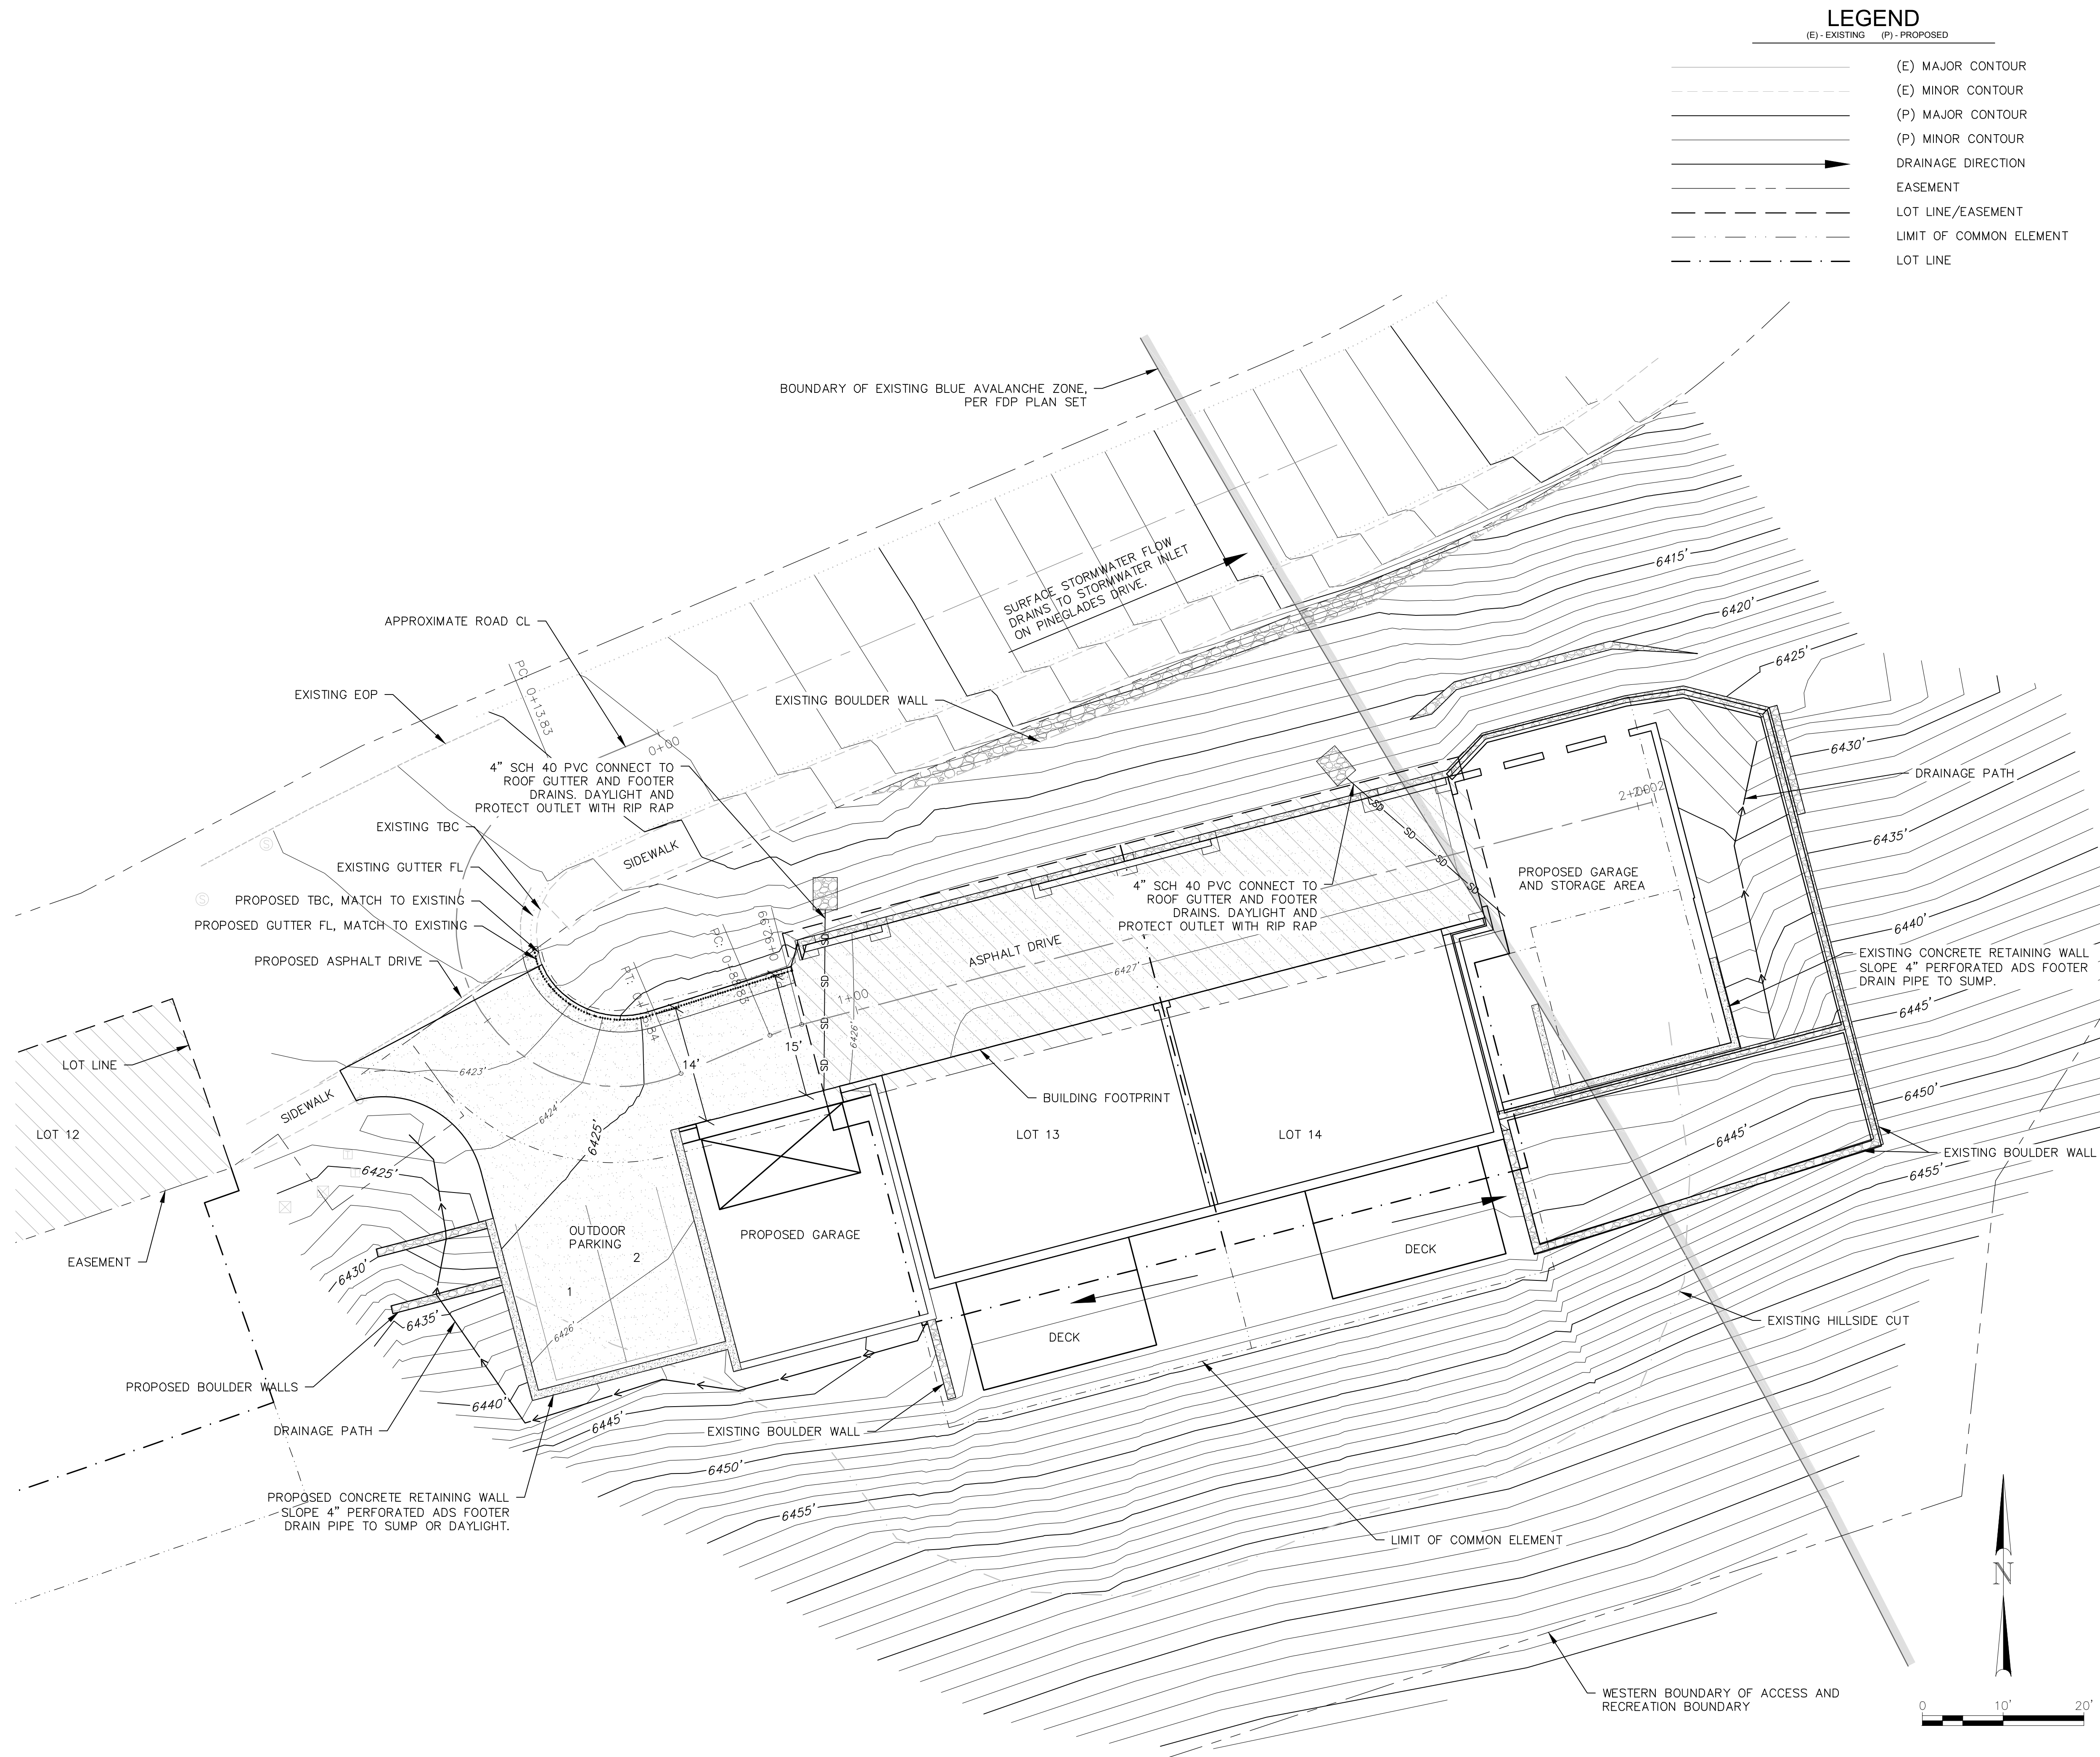 LEGEND
(E) - EXISTING (P) - PROPOSED
(E) MAJOR CONTOUR
(E) MINOR CONTOUR
(P) MAJOR CONTOUR
(P) MINOR CONTOUR
DRAINAGE DIRECTION
EASEMENT
LOT LINE/EASEMENT
LIMIT OF COMMON ELEMENT
LOT LINE
BOUNDARY OF EXISTING BLUE AVALANCHE ZONE,
PER FDP PLAN SET
SURFACE STORMWATER FLOW
DRAINS TO STORMWATER INLET
ON PINEGLADES DRIVE.
6415'
6420'
6425'
6430'
6435'
6440'
6445'
6450'
6455'
6445'
APPROXIMATE ROAD CL
PC: 0+13.83
0+00
EXISTING EOP
EXISTING BOULDER WALL
4" SCH 40 PVC CONNECT TO
ROOF GUTTER AND FOOTER
DRAINS. DAYLIGHT AND
PROTECT OUTLET WITH RIP RAP
EXISTING TBC
EXISTING GUTTER FL
PROPOSED TBC, MATCH TO EXISTING
PROPOSED GUTTER FL, MATCH TO EXISTING
PROPOSED ASPHALT DRIVE
SIDEWALK
S
S
DRAINAGE PATH
PROPOSED GARAGE
AND STORAGE AREA
4" SCH 40 PVC CONNECT TO
ROOF GUTTER AND FOOTER
DRAINS. DAYLIGHT AND
PROTECT OUTLET WITH RIP RAP
SD
SD
SD
SD
ASPHALT DRIVE
6427'
1+00
6426'
SD
SD
SD
SD
EXISTING CONCRETE RETAINING WALL
SLOPE 4" PERFORATED ADS FOOTER
DRAIN PIPE TO SUMP.
LOT LINE
LOT 12
EASEMENT
SIDEWALK
6423'
6424'
6425'
14'
15'
BUILDING FOOTPRINT
LOT 13
LOT 14
EXISTING BOULDER WALL
6425'
6430'
6435'
6440'
6445'
6450'
6455'
OUTDOOR
PARKING
1
2
6426'
PROPOSED GARAGE
DECK
DECK
EXISTING HILLSIDE CUT
PROPOSED BOULDER WALLS
DRAINAGE PATH
EXISTING BOULDER WALL
PROPOSED CONCRETE RETAINING WALL
SLOPE 4" PERFORATED ADS FOOTER
DRAIN PIPE TO SUMP OR DAYLIGHT.
LIMIT OF COMMON ELEMENT
WESTERN BOUNDARY OF ACCESS AND
RECREATION BOUNDARY
N
0 10' 20'